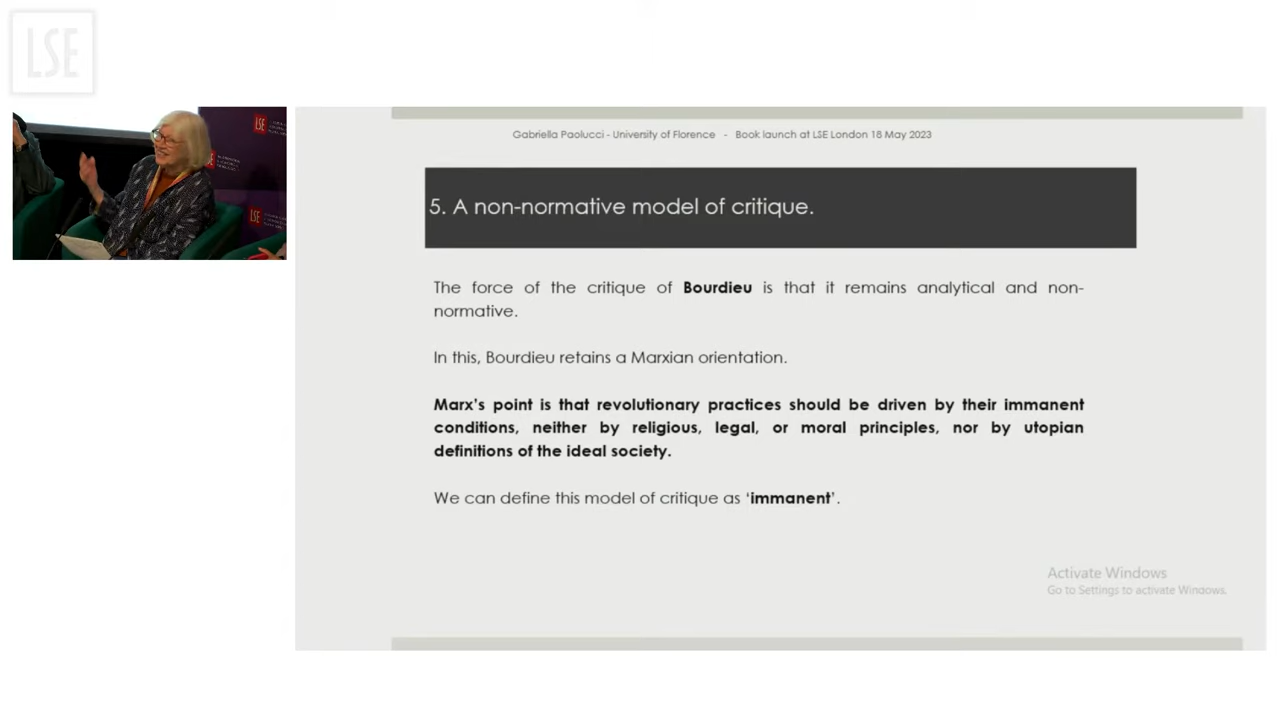 LSE
LSE
LSE
Gabriella Paolucci - University of Florence - Book launch at LSE London 18 May 2023
5. A non-normative model of critique.
The force of the critique of Bourdieu is that it remains analytical and non-
normative.
In this, Bourdieu retains a Marxian orientation.
Marx's point is that revolutionary practices should be driven by their immanent
conditions, neither by religious, legal, or moral principles, nor by utopian
definitions of the ideal society.
We can define this model of critique as ‘immanent’.
Activate Windows
Go to Settings to activate Windows.